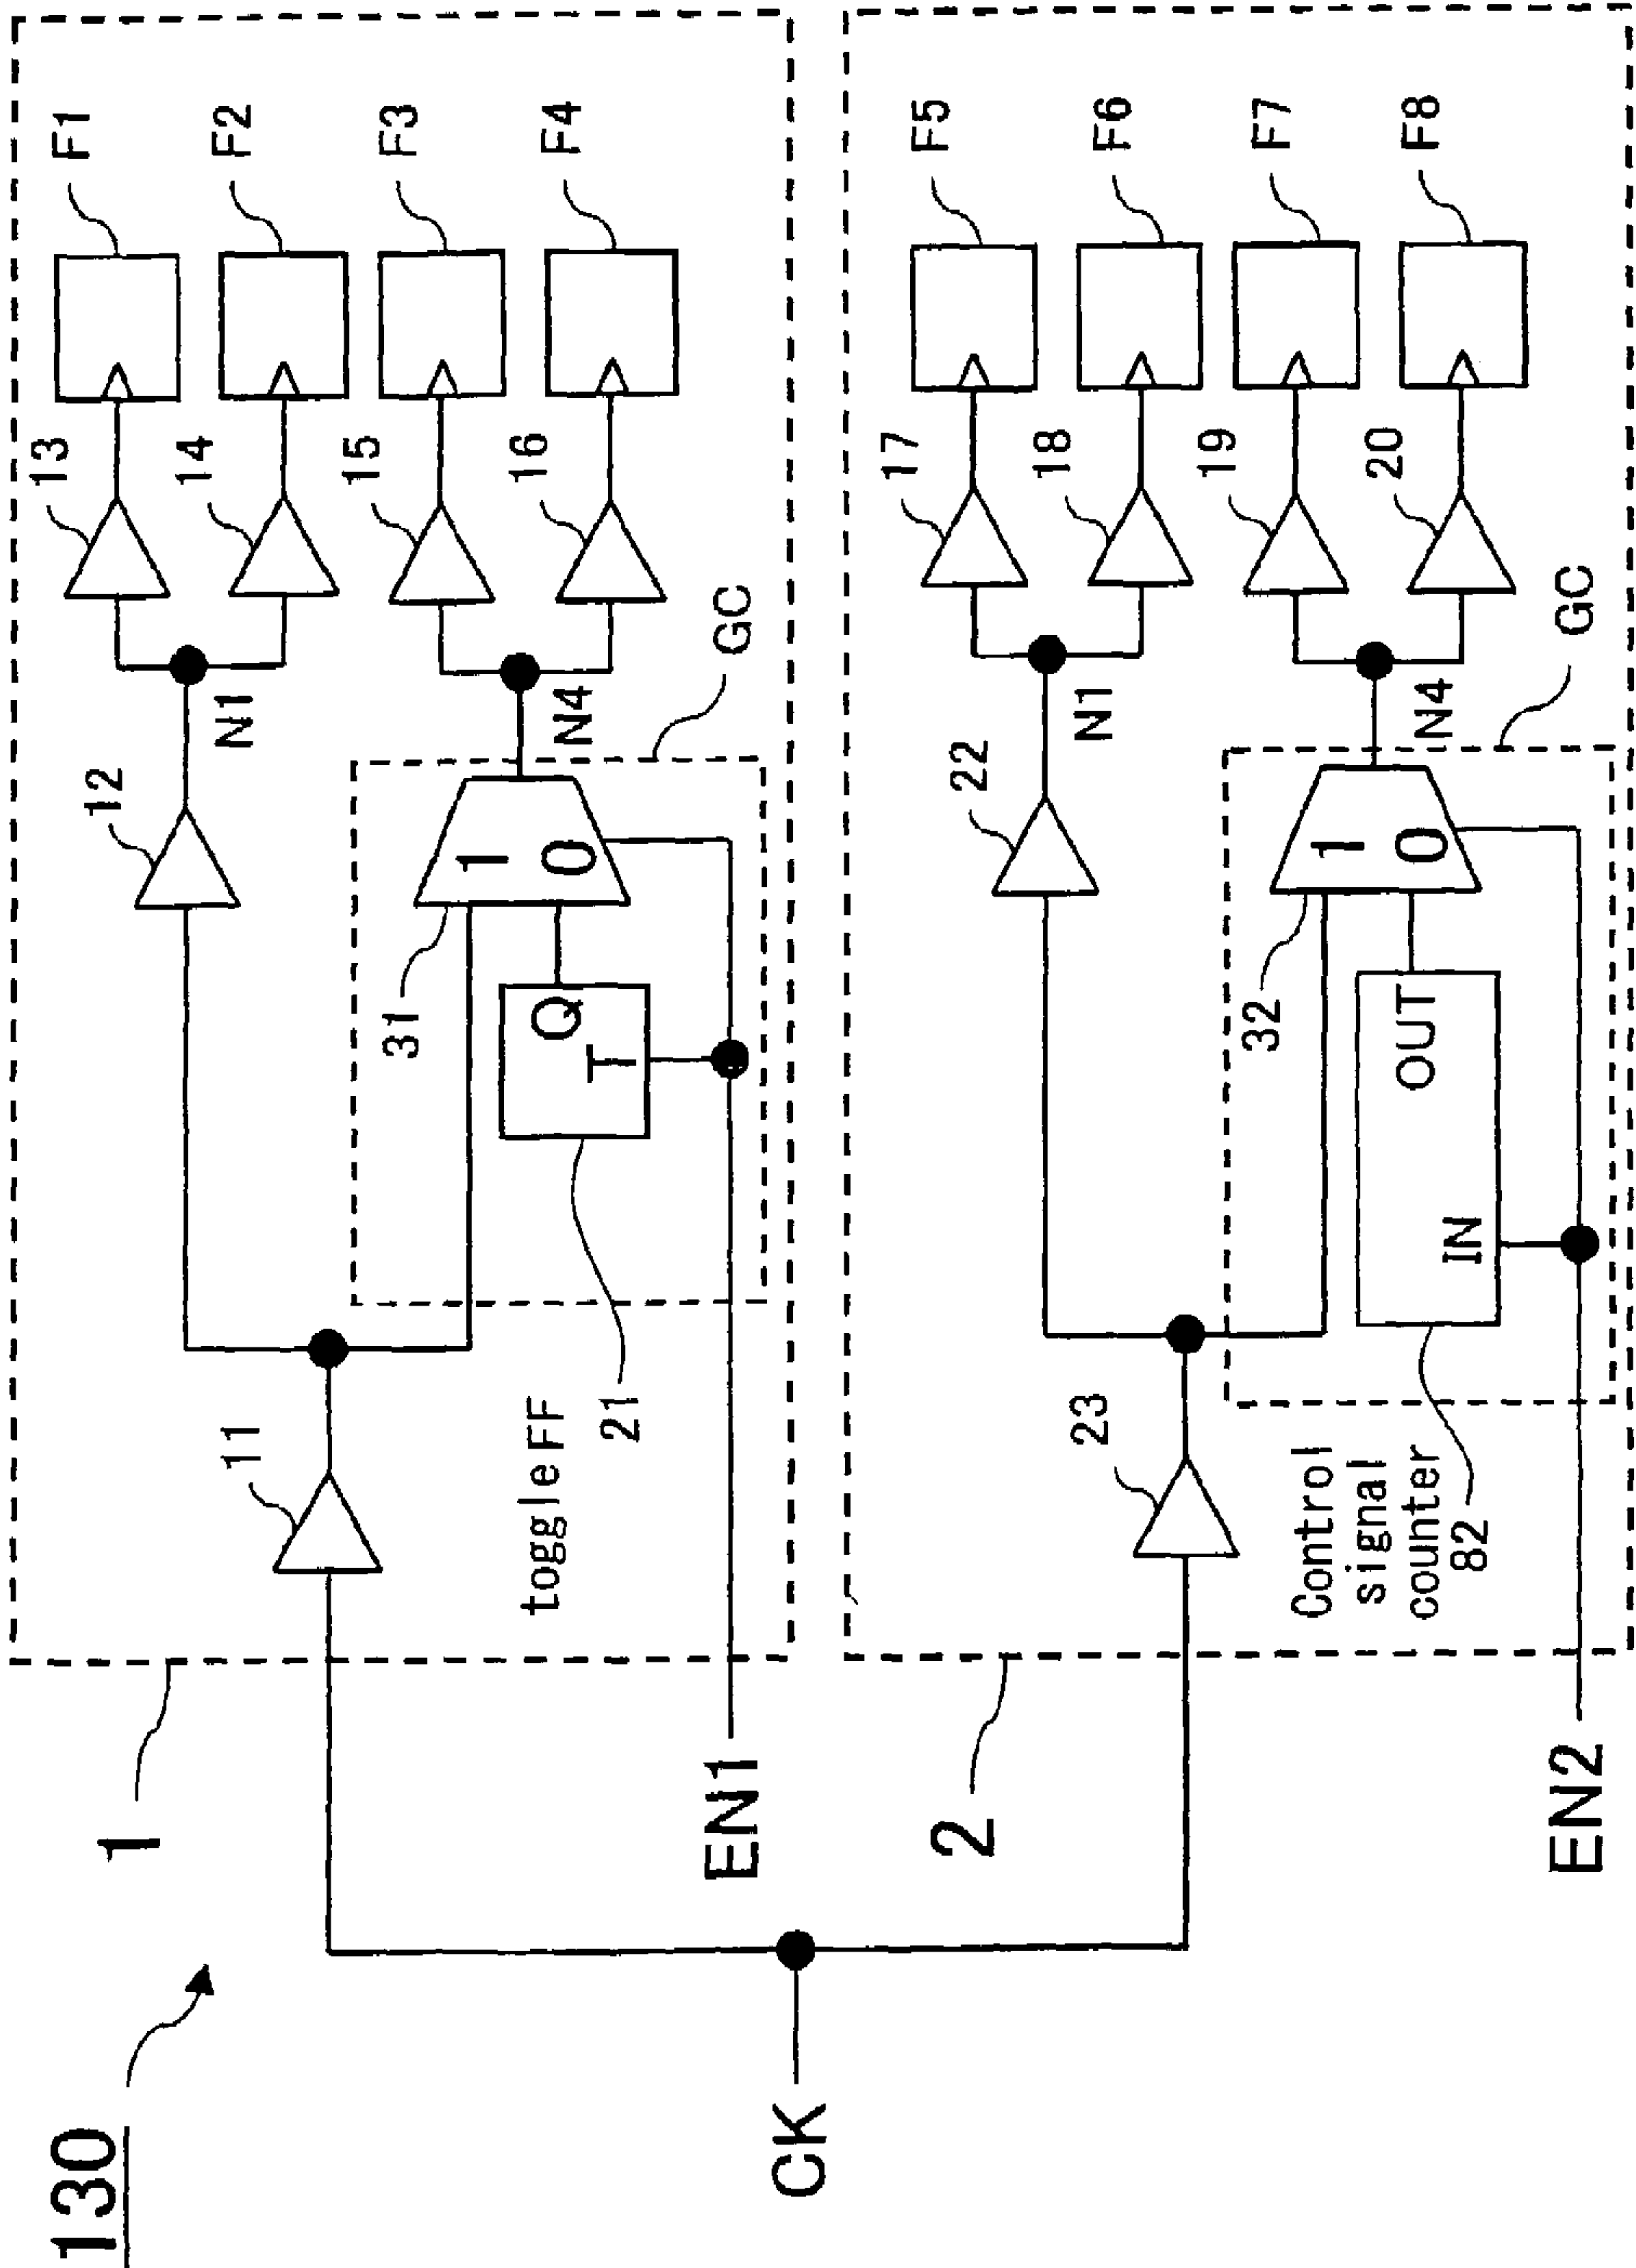 130
CK
1
EN1
11
toggleFF
21
12
31
1
0
Q
T
N1
N4
GC
13
14
15
16
F1
F2
F3
F4
2
EN2
23
Control
signal
counter
82
22
32
1
0
OUT
IN
N1
N4
GC
17
18
19
20
F5
F6
F7
F8